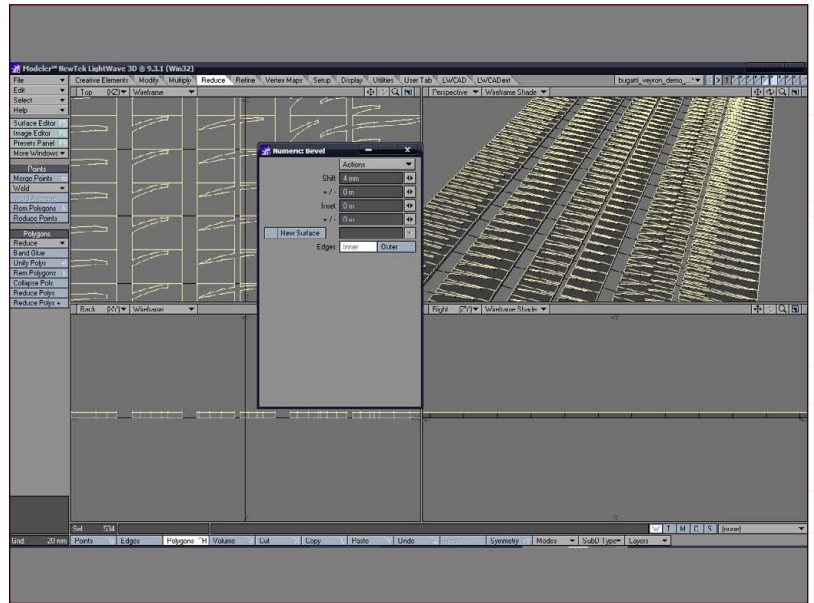 Modeler™ NewTek LightWave 3D ® 9.3.1 (Win32)
File
Creative Elements Modify Multiply Reduce Refine Vertex Maps Setup Display Utilities User Tab LWCAD LWCADext
bugatti_veyron_demo_...*
1
Edit
Top (XZ) Wireframe
Perspective Wireframe Shade
Select
Help
Surface Editor F5
Image Editor F6
Presets Panel F8
More Windows
Numeric: Bevel
Actions
Shift 4 mm
+ / - 0 m
Inset 0 m
+ / - 0 m
New Surface
Edges Inner Outer
Points
Merge Points m
Weld
Rem Polygons k
Reduce Points
Polygons
Reduce
Band Glue
Unify Polys
Rem Polygons k
Collapse Pols
Reduce Polys
Reduce Polys +
Back (XY) Wireframe
Right (ZY) Wireframe Shade
Sel: 534
W T M C S (none)
Grid: 20 mm
Points Edges Polygons ^H Volume Cut Copy Paste Undo Symmetry Modes SubD Type Layers